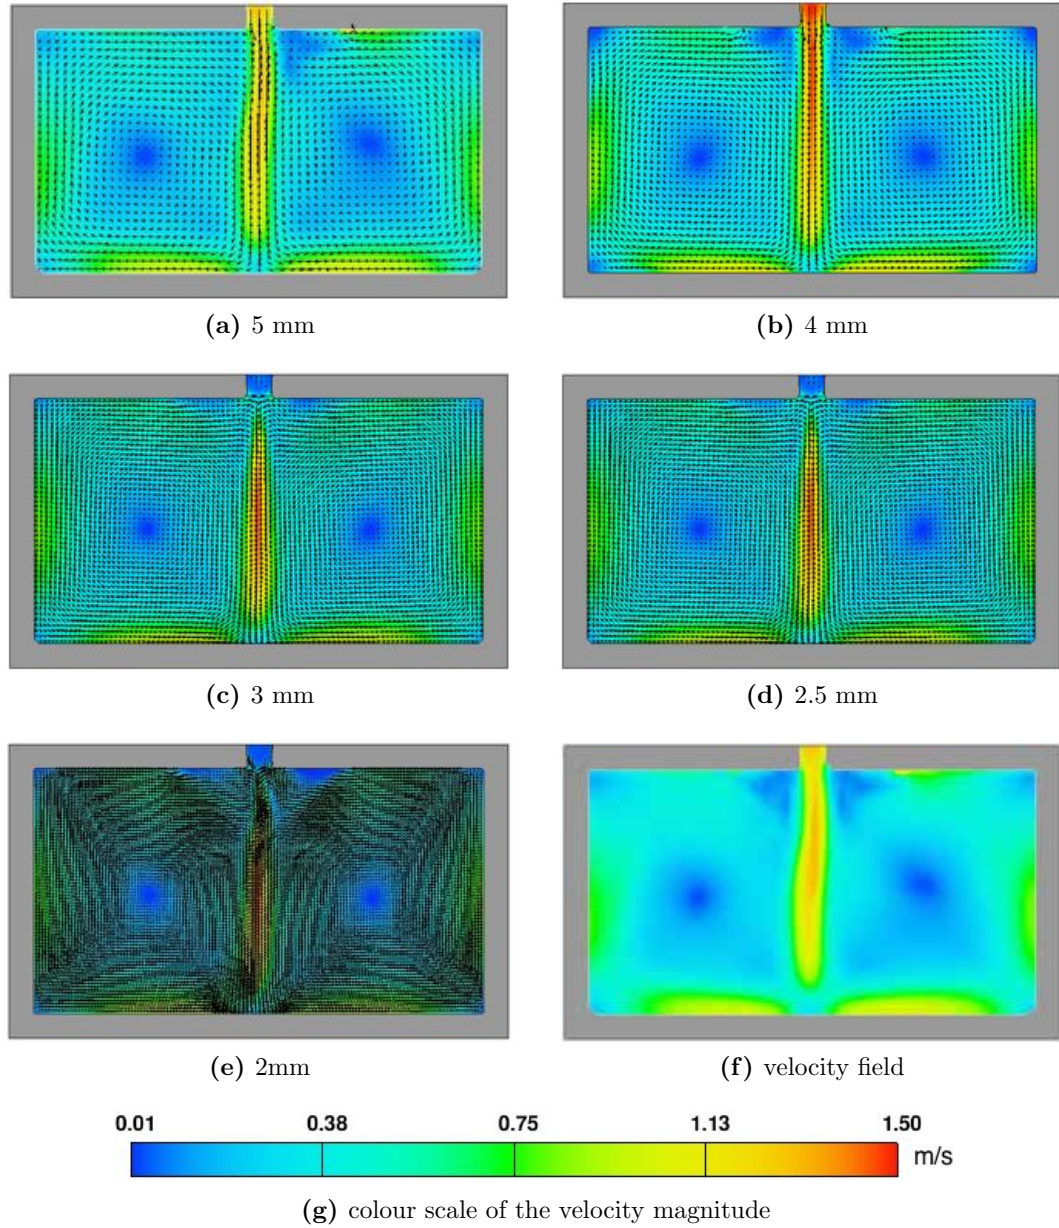 (a) 5 mm
(b) 4 mm
(c) 3 mm
(d) 2.5 mm
(e) 2mm
(f) velocity field
0.01 0.38 0.75 1.13 1.50
m/s
(g) colour scale of the velocity magnitude